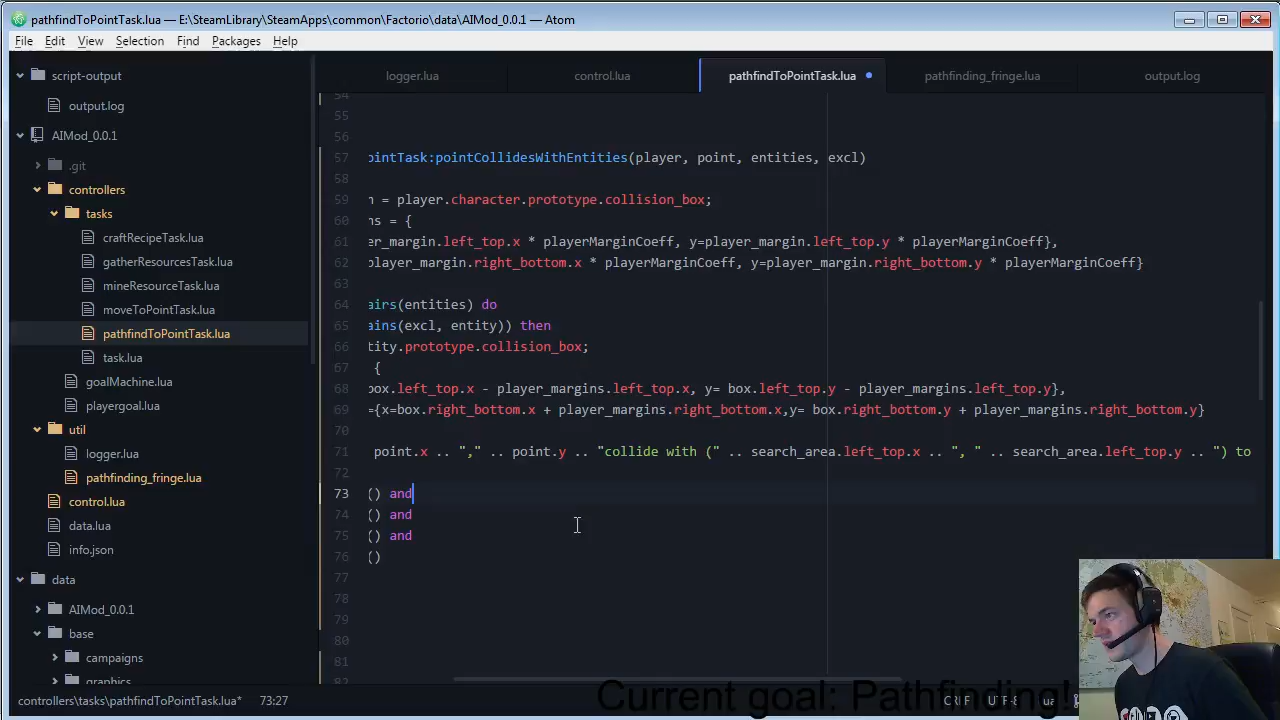 pathfindToPointTask.lua — E:\SteamLibrary\SteamApps\common\Factorio\data\AIMod_0.0.1 — Atom
File Edit View Selection Find Packages Help
script-output
output.log
AIMod_0.0.1
.git
controllers
tasks
craftRecipeTask.lua
gatherResourcesTask.lua
mineResourceTask.lua
moveToPointTask.lua
pathfindToPointTask.lua
task.lua
goalMachine.lua
playergoal.lua
util
logger.lua
pathfinding_fringe.lua
control.lua
data.lua
info.json
data
AIMod_0.0.1
base
campaigns
graphics
logger.lua control.lua pathfindToPointTask.lua pathfinding_fringe.lua output.log
54
55
56
57 ointTask:pointCollidesWithEntities(player, point, entities, excl)
58
59 n = player.character.prototype.collision_box;
60 ns = {
61 er_margin.left_top.x * playerMarginCoeff, y=player_margin.left_top.y * playerMarginCoeff},
62 player_margin.right_bottom.x * playerMarginCoeff, y=player_margin.right_bottom.y * playerMarginCoeff}
63
64 airs(entities) do
65 ains(excl, entity)) then
66 tity.prototype.collision_box;
67 {
68 box.left_top.x - player_margins.left_top.x, y= box.left_top.y - player_margins.left_top.y},
69 ={x=box.right_bottom.x + player_margins.right_bottom.x,y= box.right_bottom.y + player_margins.right_bottom.y}
70
71 point.x .. "," .. point.y .. "collide with (" .. search_area.left_top.x .. ", " .. search_area.left_top.y .. ") to
72
73 () and
74 () and
75 () and
76 ()
77
78
79
80
81
82
controllers\tasks\pathfindToPointTask.lua* 73:27 CRLF UTF-8
Current goal: Pathfinding!